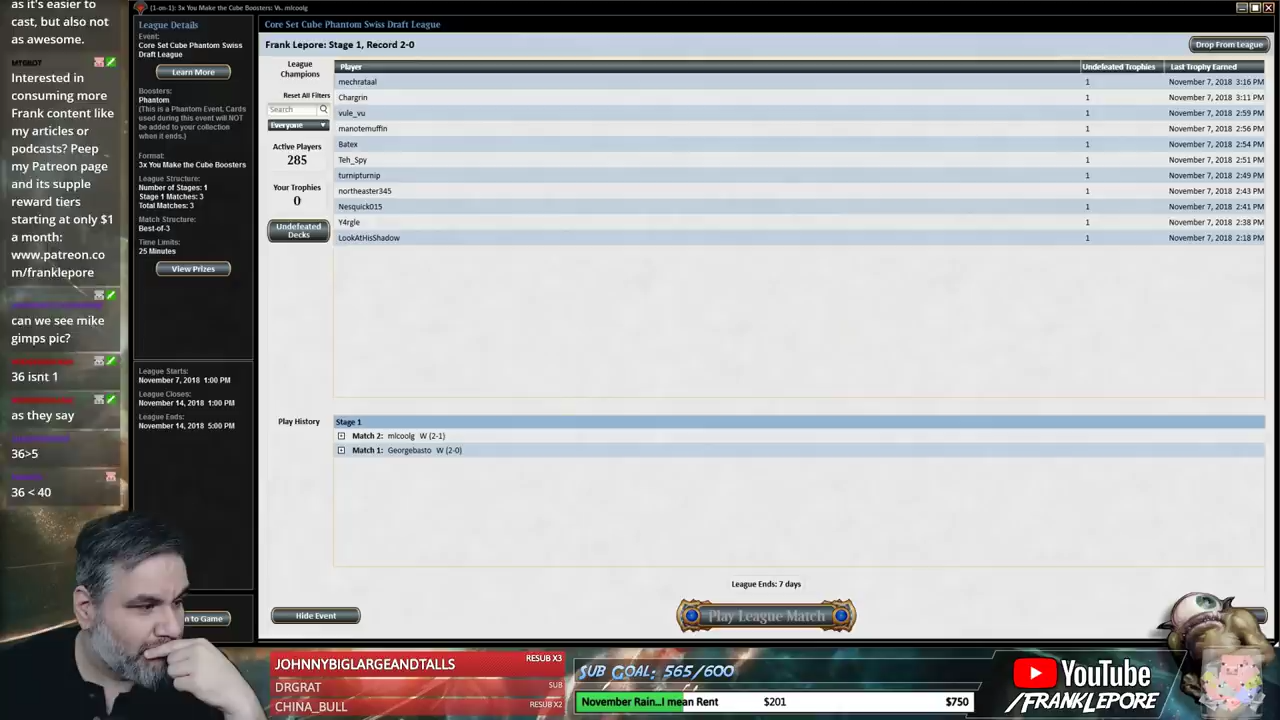 as it's easier to
cast, but also not
as awesome.
MTGBOT
Interested in
consuming more
Frank content like
my articles or
podcasts? Peep
my Patreon page
and its supple
reward tiers
starting at only $1
a month:
www.patreon.co
m/franklepore
can we see mike
gimps pic?
36 isnt 1
as they say
36>5
36 < 40
(1-on-1): 3x You Make the Cube Boosters: Vs. mlcoolg
League Details
Event:
Core Set Cube Phantom Swiss
Draft League
Learn More
Boosters:
Phantom
(This is a Phantom Event. Cards
used during this event will NOT
be added to your collection
when it ends.)
Format:
3x You Make the Cube Boosters
League Structure:
Number of Stages: 1
Stage 1 Matches: 3
Total Matches: 3
Match Structure:
Best-of-3
Time Limits:
25 Minutes
View Prizes
League Starts:
November 7, 2018 1:00 PM
League Closes:
November 14, 2018 1:00 PM
League Ends:
November 14, 2018 5:00 PM
n to Game
Core Set Cube Phantom Swiss Draft League
Frank Lepore: Stage 1, Record 2-0
Drop From League
League
Champions
Reset All Filters
Search
Everyone
Active Players
285
Your Trophies
0
Undefeated
Decks
Player Undefeated Trophies Last Trophy Earned
mechrataal 1 November 7, 2018 3:16 PM
Chargrin 1 November 7, 2018 3:11 PM
vule_vu 1 November 7, 2018 2:59 PM
manotemuffin 1 November 7, 2018 2:56 PM
Batex 1 November 7, 2018 2:54 PM
Teh_Spy 1 November 7, 2018 2:51 PM
turnipturnip 1 November 7, 2018 2:49 PM
northeaster345 1 November 7, 2018 2:43 PM
Nesquick015 1 November 7, 2018 2:41 PM
Y4rgle 1 November 7, 2018 2:38 PM
LookAtHisShadow 1 November 7, 2018 2:18 PM
Play History
Stage 1
Match 2: mlcoolg W (2-1)
Match 1: Georgebasto W (2-0)
League Ends: 7 days
Hide Event
Play League Match
JOHNNYBIGLARGEANDTALLS RESUB X3
DRGRAT SUB
CHINA_BULL RESUB X2
SUB GOAL: 565/600
November Rain...I mean Rent $201 $750
YouTube
/FRANKLEPORE